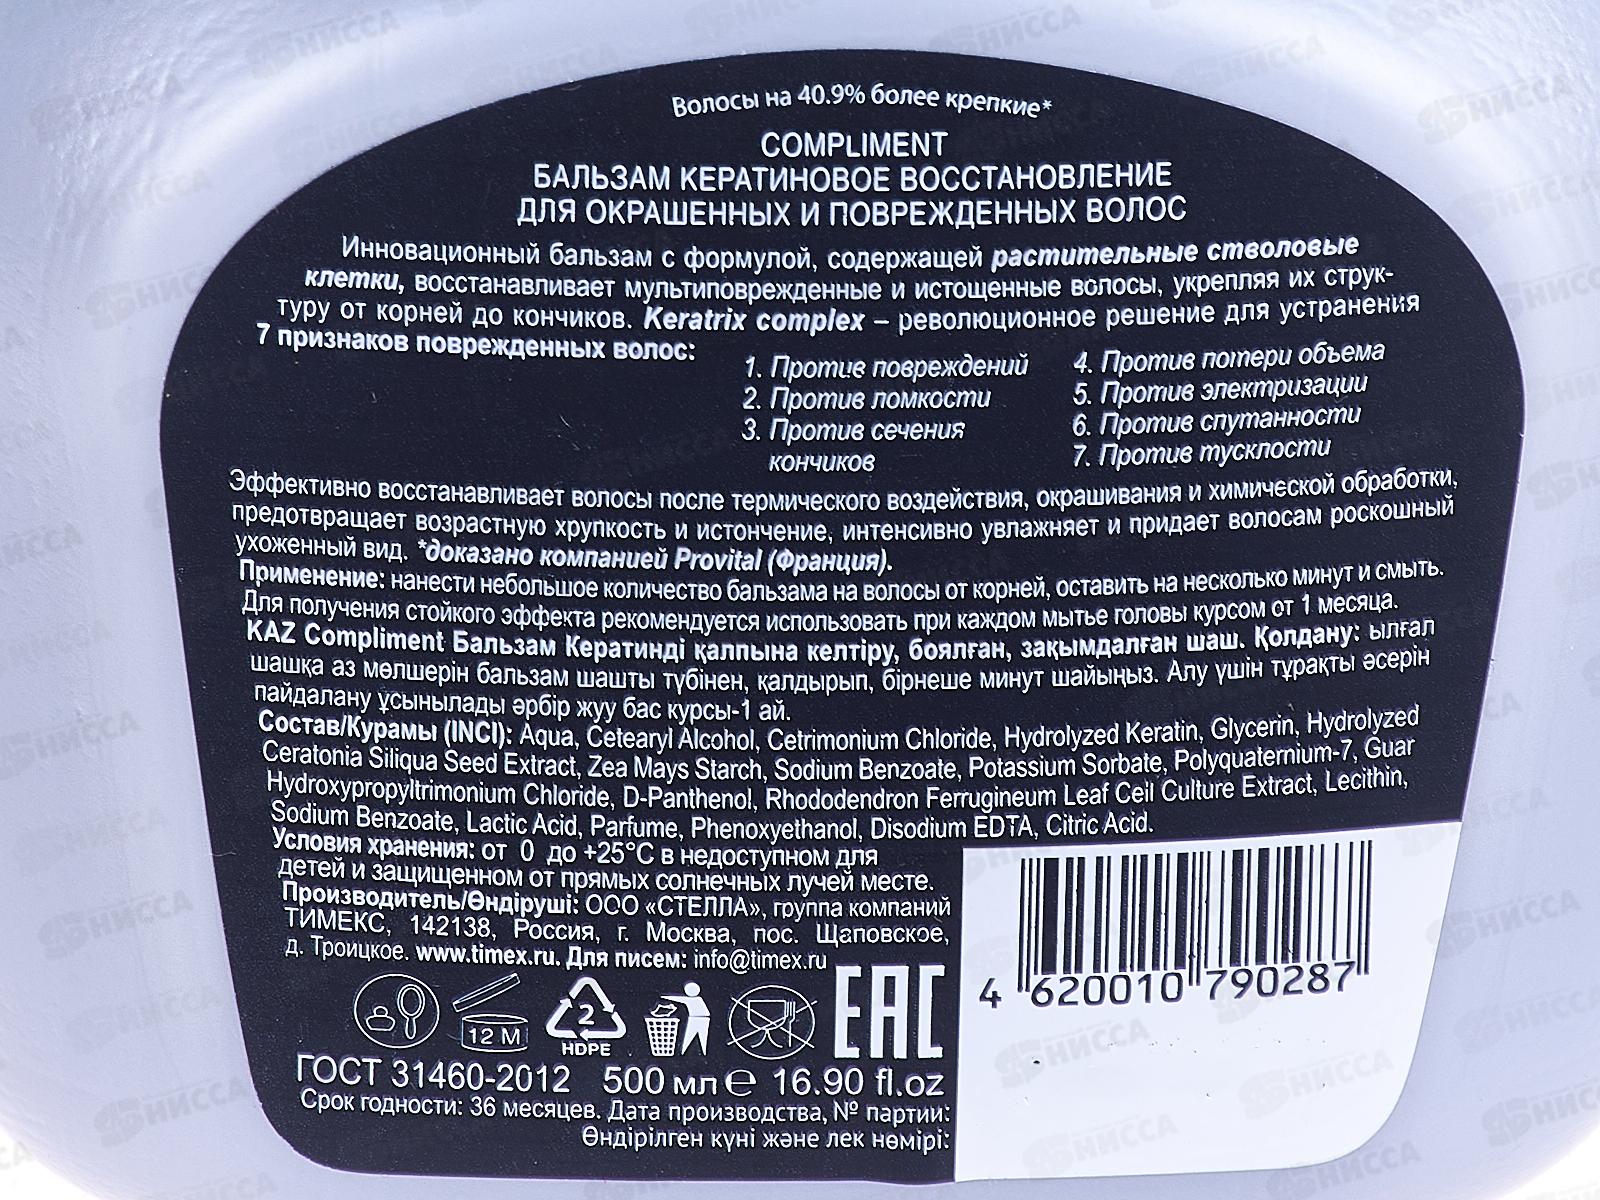 Волосы на 40.9% более крепкие*
COMPLIMENT
БАЛЬЗАМ КЕРАТИНОВОЕ ВОССТАНОВЛЕНИЕ
ДЛЯ ОКРАШЕННЫХ И ПОВРЕЖДЕННЫХ ВОЛОС
Инновационный бальзам с формулой, содержащей растительные стволовые
клетки, восстанавливает мультиповрежденные и истощенные волосы, укрепляя их струк-
туру от корней до кончиков. Keratrix complex – революционное решение для устранения
7 признаков поврежденных волос:
1. Против повреждений
2. Против ломкости
3. Против сечения
кончиков
4. Против потери объема
5. Против электризации
6. Против спутанности
7. Против тусклости
Эффективно восстанавливает волосы после термического воздействия, окрашивания и химической обработки,
предотвращает возрастную хрупкость и истончение, интенсивно увлажняет и придает волосам роскошный
ухоженный вид. *доказано компанией Provital (Франция).
Применение: нанести небольшое количество бальзама на волосы от корней, оставить на несколько минут и смыть.
Для получения стойкого эффекта рекомендуется использовать при каждом мытье головы курсом от 1 месяца.
KAZ Compliment Бальзам Кератинді қалпына келтіру, боялған, зақымдалған шаш. Қолдану: ылғал
шашқа аз мөлшерін бальзам шашты түбінен, қалдырып, бірнеше минут шайыңыз. Алу үшін тұрақты әсерін
пайдалану ұсынылады әрбір жуу бас курсы-1 ай.
Состав/Курамы (INCI): Aqua, Cetearyl Alcohol, Cetrimonium Chloride, Hydrolyzed Keratin, Glycerin, Hydrolyzed
Ceratonia Siliqua Seed Extract, Zea Mays Starch, Sodium Benzoate, Potassium Sorbate, Polyquaternium-7, Guar
Hydroxypropyltrimonium Chloride, D-Panthenol, Rhododendron Ferrugineum Leaf Cell Culture Extract, Lecithin,
Sodium Benzoate, Lactic Acid, Parfume, Phenoxyethanol, Disodium EDTA, Citric Acid.
Условия хранения: от 0 до +25°С в недоступном для
детей и защищенном от прямых солнечных лучей месте.
Производитель/Өндіруші: ООО «СТЕЛЛА», группа компаний
ТИМЕКС, 142138, Россия, г. Москва, пос. Щаповское,
д. Троицкое. www.timex.ru. Для писем: info@timex.ru
12 М
2
HDPE
EAC
ГОСТ 31460-2012 500 мл ℮ 16.90 fl.oz
Срок годности: 36 месяцев. Дата производства, № партии:
Өндірілген күні және лек нөмірі:
4 620010 790287
НИССА